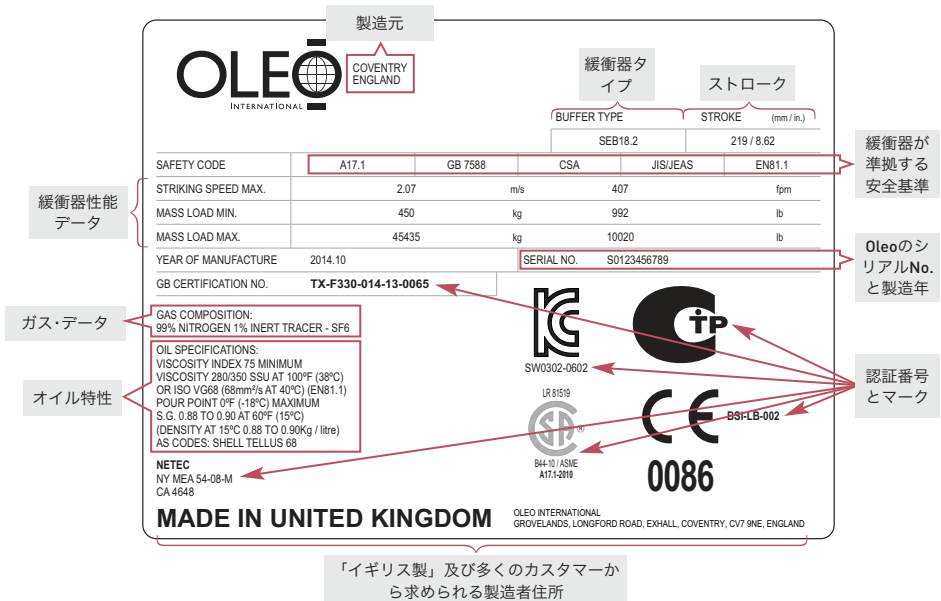 製造元
OLEO
INTERNATIONAL
COVENTRY
ENGLAND
緩衝器タ
イプ
ストローク
BUFFER TYPE
STROKE (mm / in.)
SEB18.2 219 / 8.62
SAFETY CODE A17.1 GB 7588 CSA JIS/JEAS EN81.1
緩衝器が
準拠する
安全基準
STRIKING SPEED MAX. 2.07 m/s 407 fpm
MASS LOAD MIN. 450 kg 992 lb
MASS LOAD MAX. 45435 kg 10020 lb
緩衝器性能
データ
YEAR OF MANUFACTURE 2014.10 SERIAL NO. S0123456789
Oleoのシ
リアルNo.
と製造年
GB CERTIFICATION NO. TX-F330-014-13-0065
ガス･データ
GAS COMPOSITION:
99% NITROGEN 1% INERT TRACER - SF6
オイル特性
OIL SPECIFICATIONS:
VISCOSITY INDEX 75 MINIMUM
VISCOSITY 280/350 SSU AT 100ºF (38ºC)
OR ISO VG68 (68mm²/s AT 40ºC) (EN81.1)
POUR POINT 0ºF (-18ºC) MAXIMUM
S.G. 0.88 TO 0.90 AT 60ºF (15ºC)
(DENSITY AT 15ºC 0.88 TO 0.90Kg / litre)
AS CODES: SHELL TELLUS 68
NETEC
NY MEA 54-08-M
CA 4648
KC
SW0302-0602
CTP
LR 81519
CSA ®
B44-10 / ASME
A17.1-2010
CE
BSI-LB-002
0086
認証番号
とマーク
MADE IN UNITED KINGDOM
OLEO INTERNATIONAL
GROVELANDS, LONGFORD ROAD, EXHALL, COVENTRY, CV7 9NE, ENGLAND
「イギリス製」及び多くのカスタマーか
ら求められる製造者住所